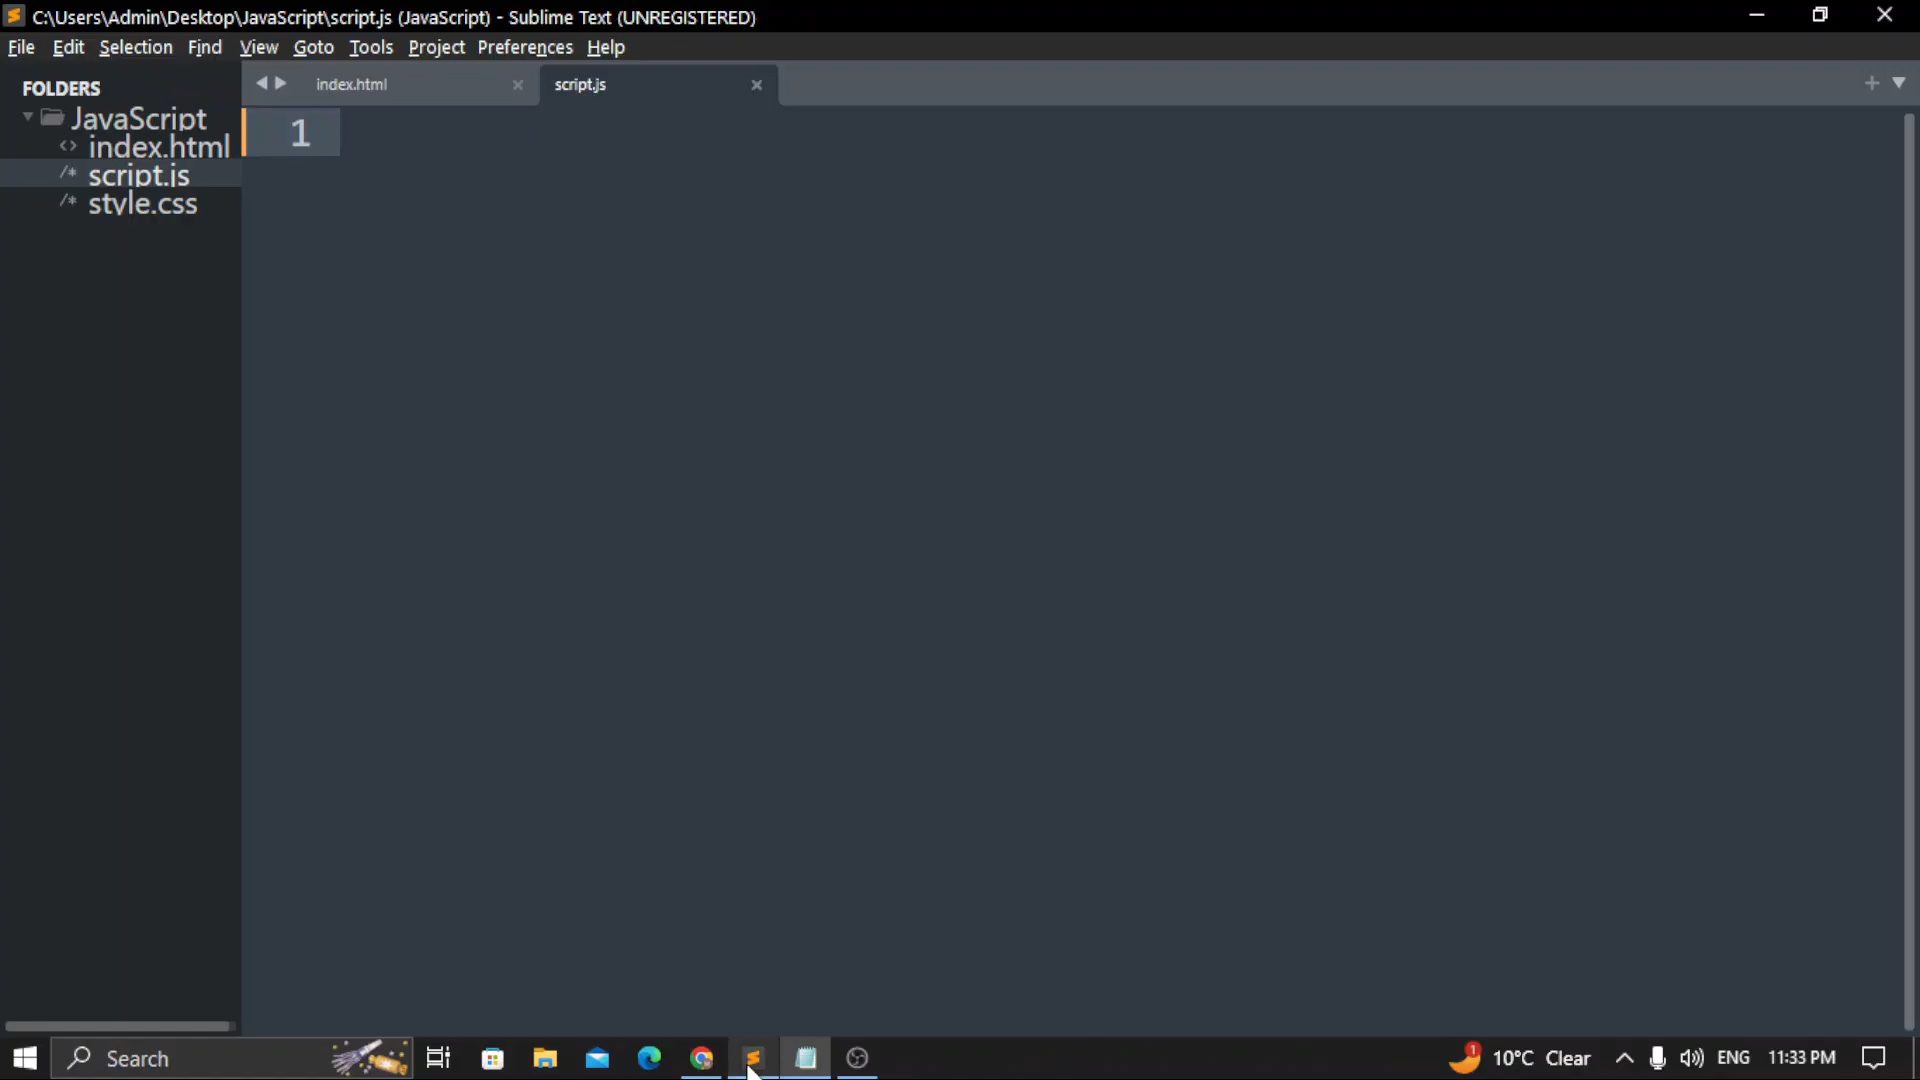 C:\Users\Admin\Desktop\JavaScript\script.js (JavaScript) - Sublime Text (UNREGISTERED)
File Edit Selection Find View Goto Tools Project Preferences Help
FOLDERS
JavaScript
<> index.html
/* script.js
/* style.css
index.html
script.js
1
Search
1
10°C Clear
ENG
11:33 PM